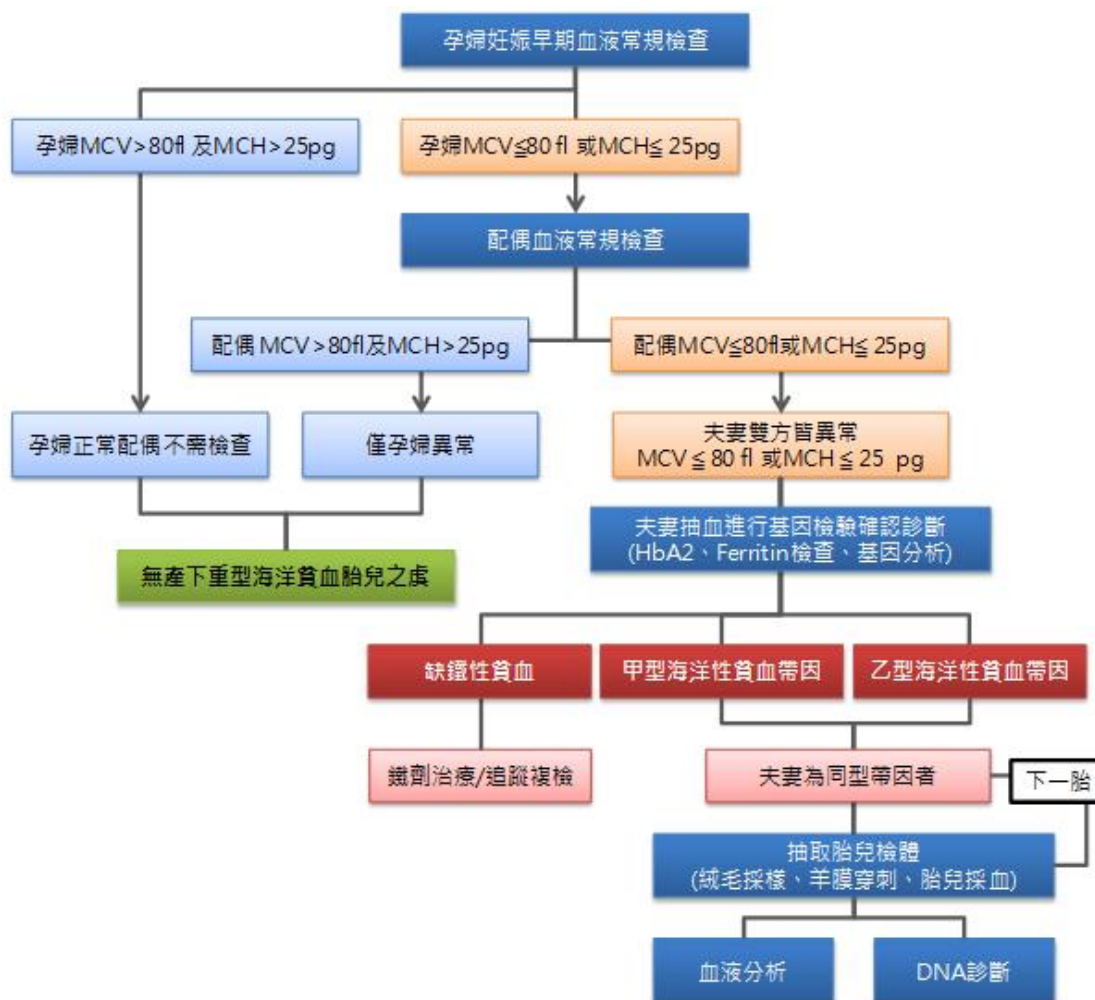 孕婦妊娠早期血液常規檢查
孕婦MCV>80fl 及MCH>25pg
孕婦MCV≦80 fl 或MCH≦ 25pg
配偶血液常規檢查
配偶 MCV >80fl及MCH>25pg
配偶MCV≦80fl或MCH≦ 25pg
孕婦正常配偶不需檢查
僅孕婦異常
夫妻雙方皆異常
MCV ≦ 80 fl 或MCH ≦ 25 pg
夫妻抽血進行基因檢驗確認診斷
(HbA2、Ferritin檢查、基因分析)
無產下重型海洋貧血胎兒之虞
缺鐵性貧血
甲型海洋性貧血帶因
乙型海洋性貧血帶因
鐵劑治療/追蹤複檢
夫妻為同型帶因者
下一胎
抽取胎兒檢體
(絨毛採樣、羊膜穿刺、胎兒採血)
血液分析
DNA診斷